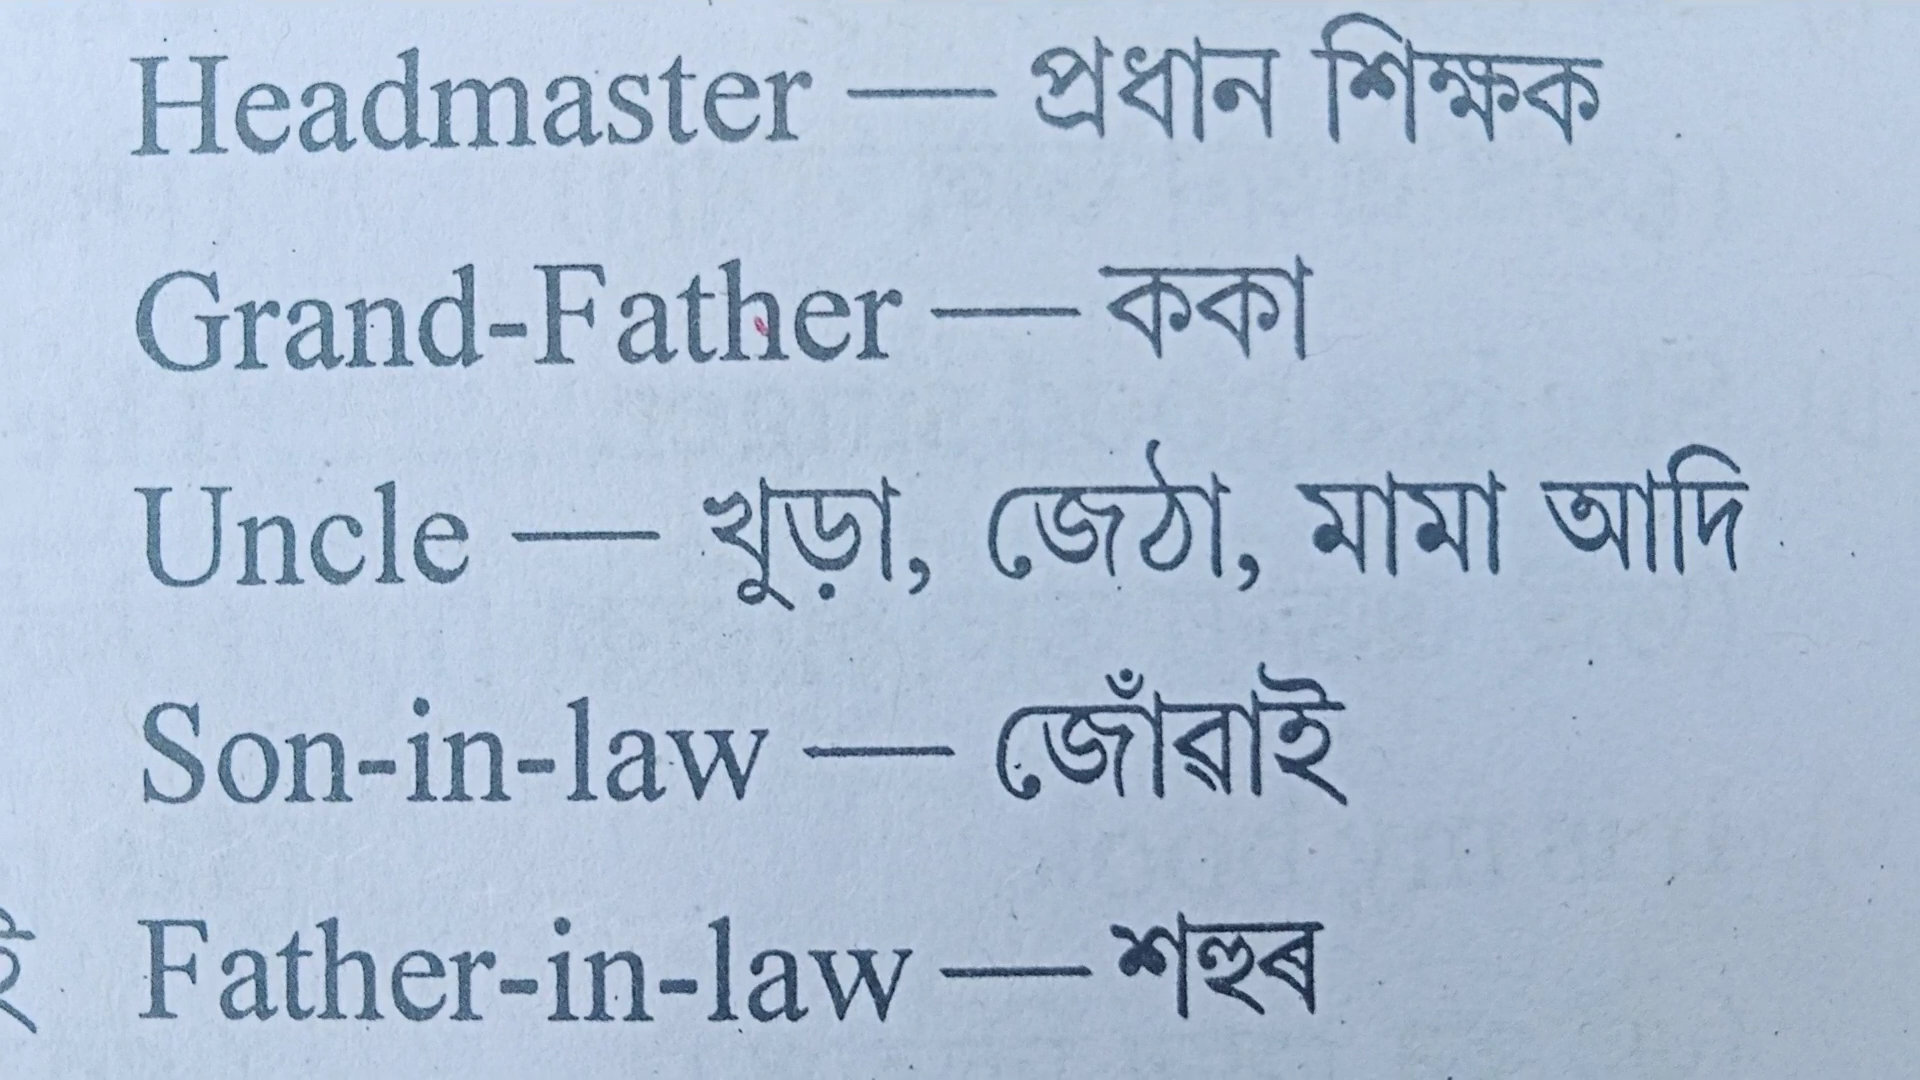 Headmaster — প্ৰধান শিক্ষক
Grand-Father — ককা
Uncle — খুড়া, জেঠা, মামা আদি
Son-in-law — জোঁৱাই
Father-in-law — শহুৰ